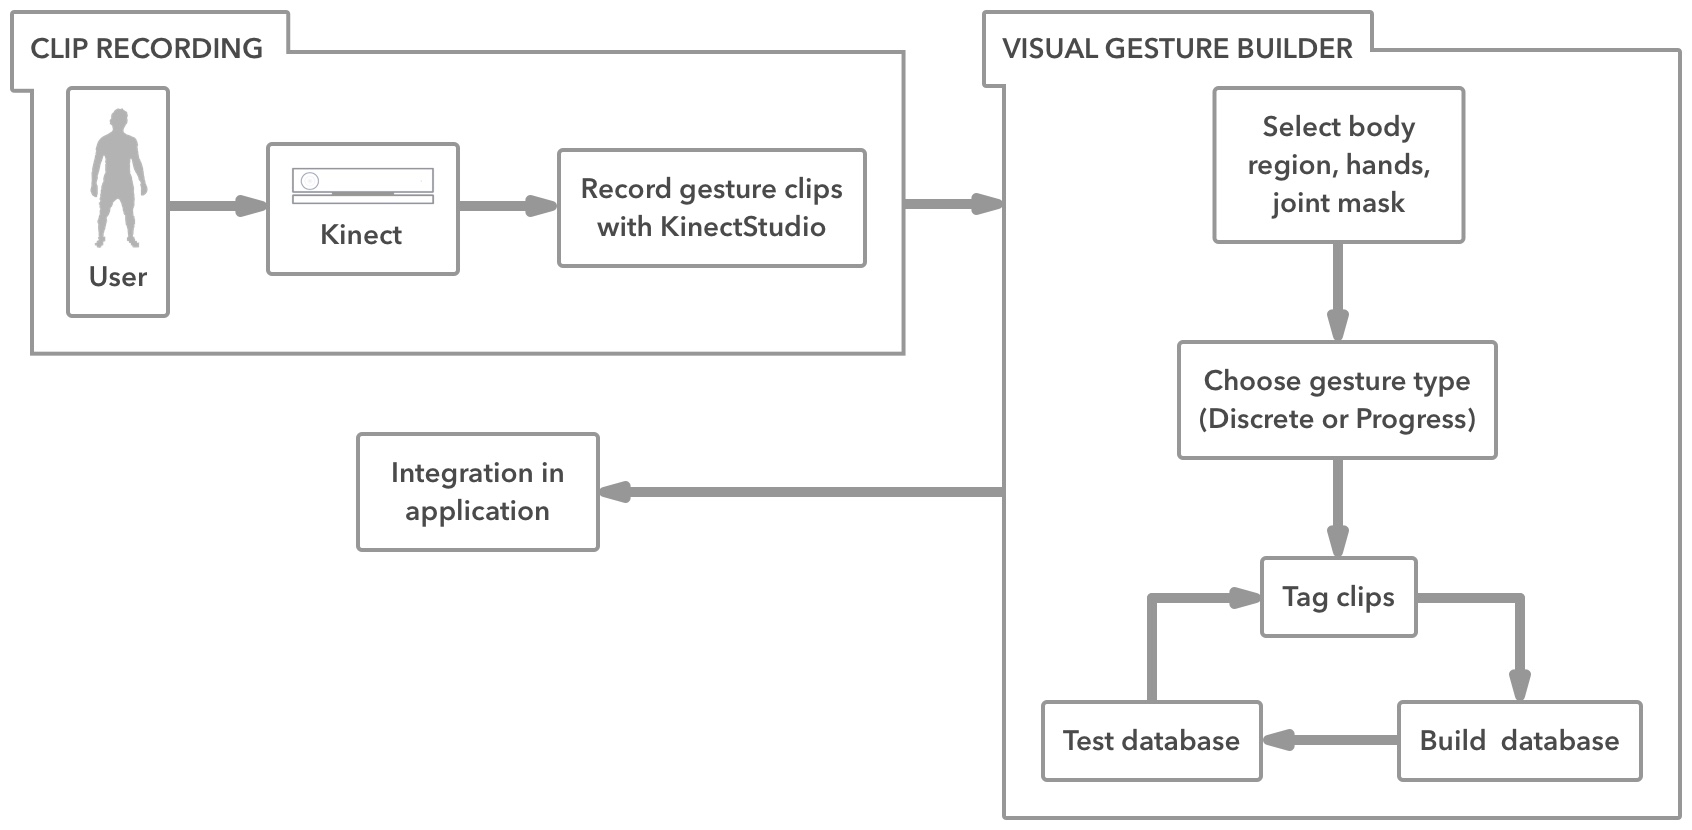 CLIP RECORDING
User
Kinect
Record gesture clips
with KinectStudio
VISUAL GESTURE BUILDER
Select body
region, hands,
joint mask
Choose gesture type
(Discrete or Progress)
Tag clips
Build database
Test database
Integration in
application